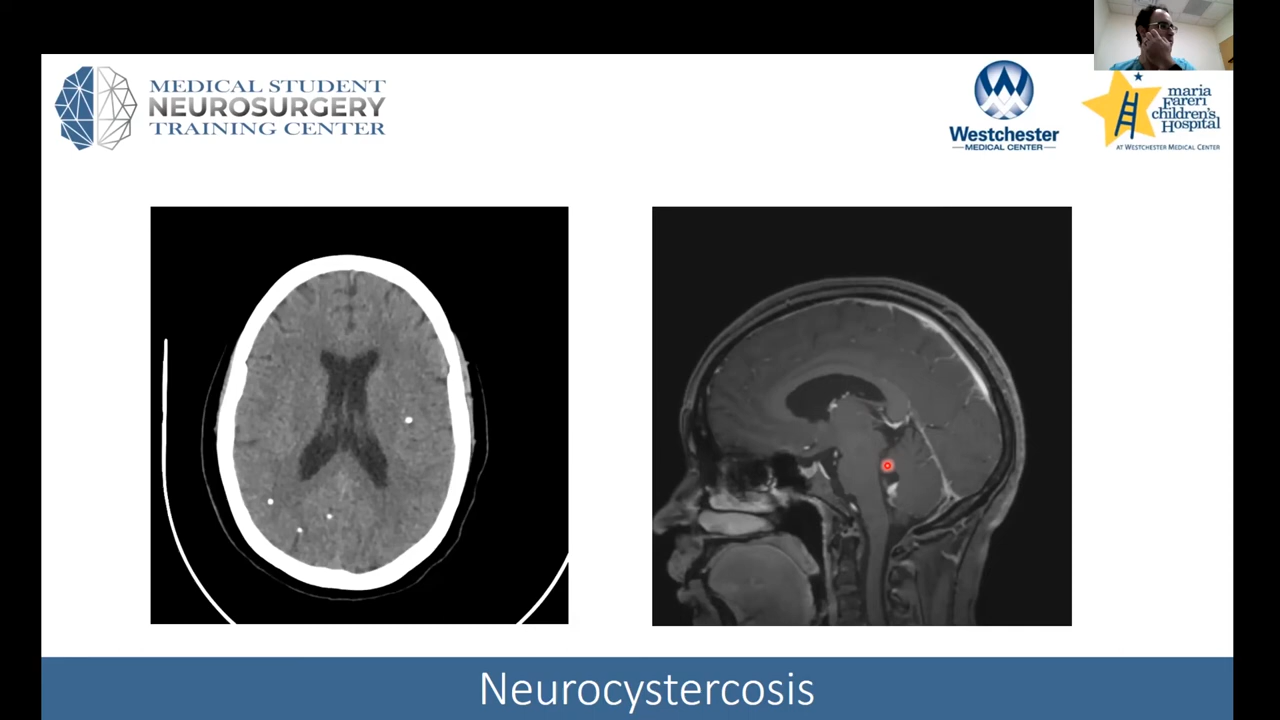 MEDICAL STUDENT
NEUROSURGERY
TRAINING CENTER
Westchester
MEDICAL CENTER
maria
fareri
children's
Hospital
AT WESTCHESTER MEDICAL CENTER
Neurocystercosis